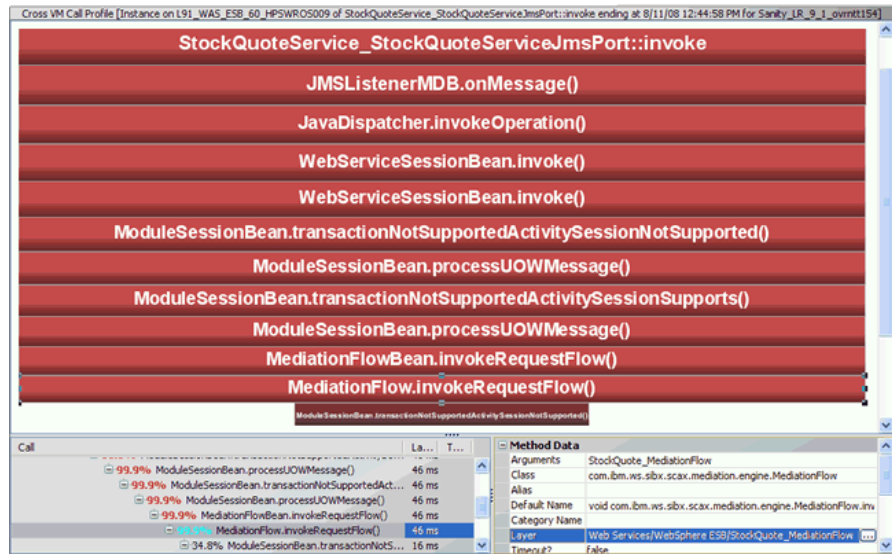 Cross VM Call Profile [Instance on L91_WAS_ESB_60_HPSWROS009 of StockQuoteService_StockQuoteServiceJmsPort::invoke ending at 8/11/08 12:44:58 PM for Sanity_LR_9_1_ovrntt154]
StockQuoteService_StockQuoteServiceJmsPort::invoke
JMSListenerMDB.onMessage()
JavaDispatcher.invokeOperation()
WebServiceSessionBean.invoke()
WebServiceSessionBean.invoke()
ModuleSessionBean.transactionNotSupportedActivitySessionNotSupported()
ModuleSessionBean.processUOWMessage()
ModuleSessionBean.transactionNotSupportedActivitySessionSupports()
ModuleSessionBean.processUOWMessage()
MediationFlowBean.invokeRequestFlow()
MediationFlow.invokeRequestFlow()
ModuleSessionBean.transactionNotSupportedActivitySessionNotSupported()
Call La... T...
99.9% ModuleSessionBean.processUOWMessage() 46 ms
99.9% ModuleSessionBean.transactionNotSupportedAct... 46 ms
99.9% ModuleSessionBean.processUOWMessage() 46 ms
99.9% MediationFlowBean.invokeRequestFlow() 46 ms
99.9% MediationFlow.invokeRequestFlow() 46 ms
34.8% ModuleSessionBean.transactionNotS... 16 ms
Method Data
Arguments StockQuote_MediationFlow
Class com.ibm.ws.sibx.scax.mediation.engine.MediationFlow
Alias
Default Name void com.ibm.ws.sibx.scax.mediation.engine.MediationFlow.inv
Category Name
Layer Web Services/WebSphere ESB/StockQuote_MediationFlow ...
Timeout? false